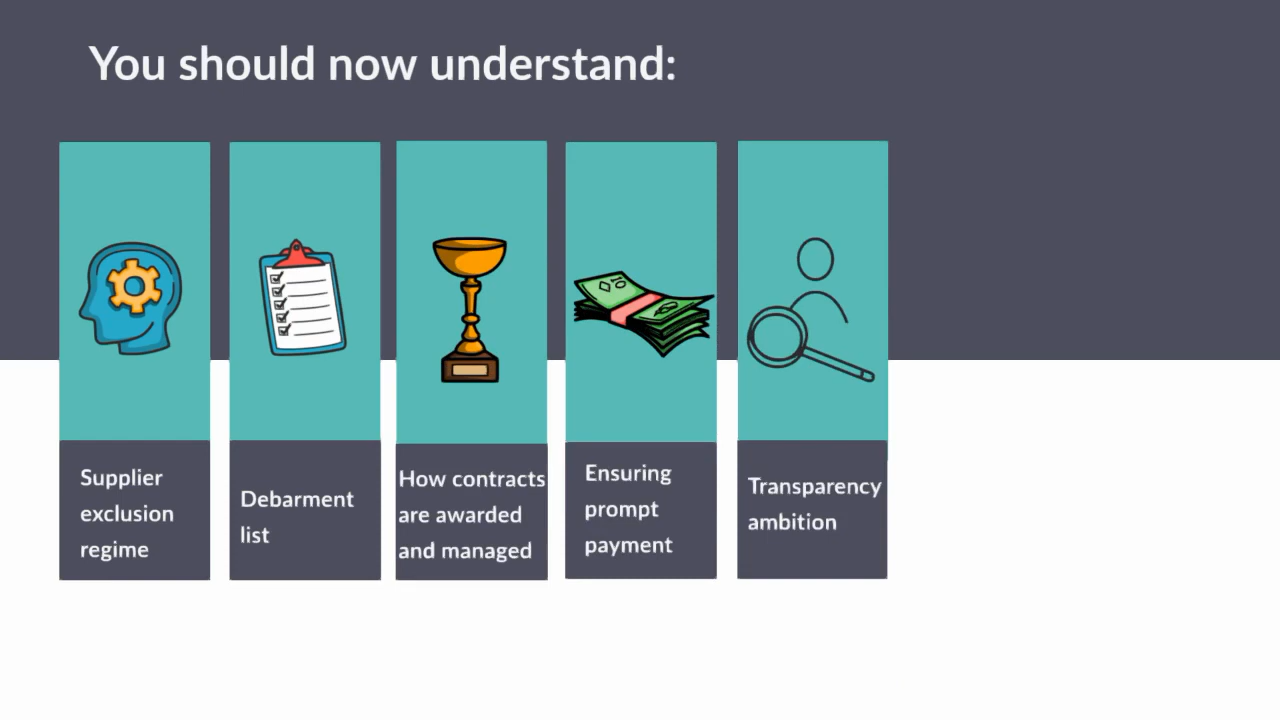 You should now understand:
Supplier
exclusion
regime
Debarment
list
How contracts
are awarded
and managed
Ensuring
prompt
payment
Transparency
ambition